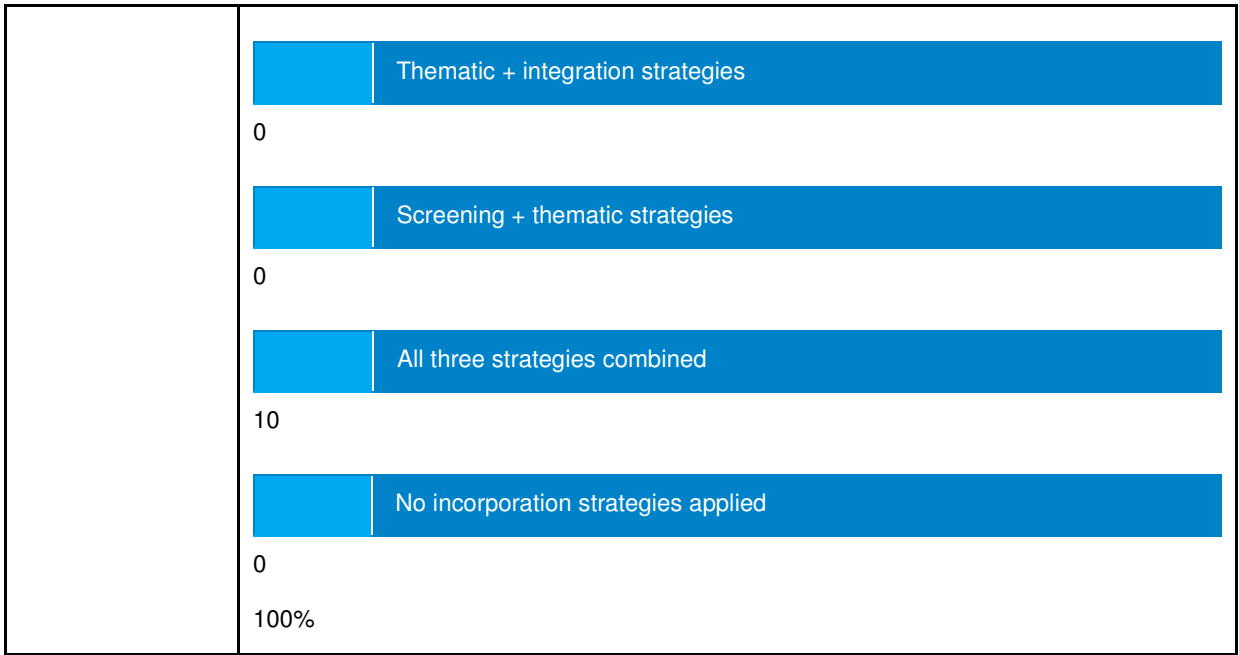 Thematic + integration strategies
0
Screening + thematic strategies
0
All three strategies combined
10
No incorporation strategies applied
0
100%